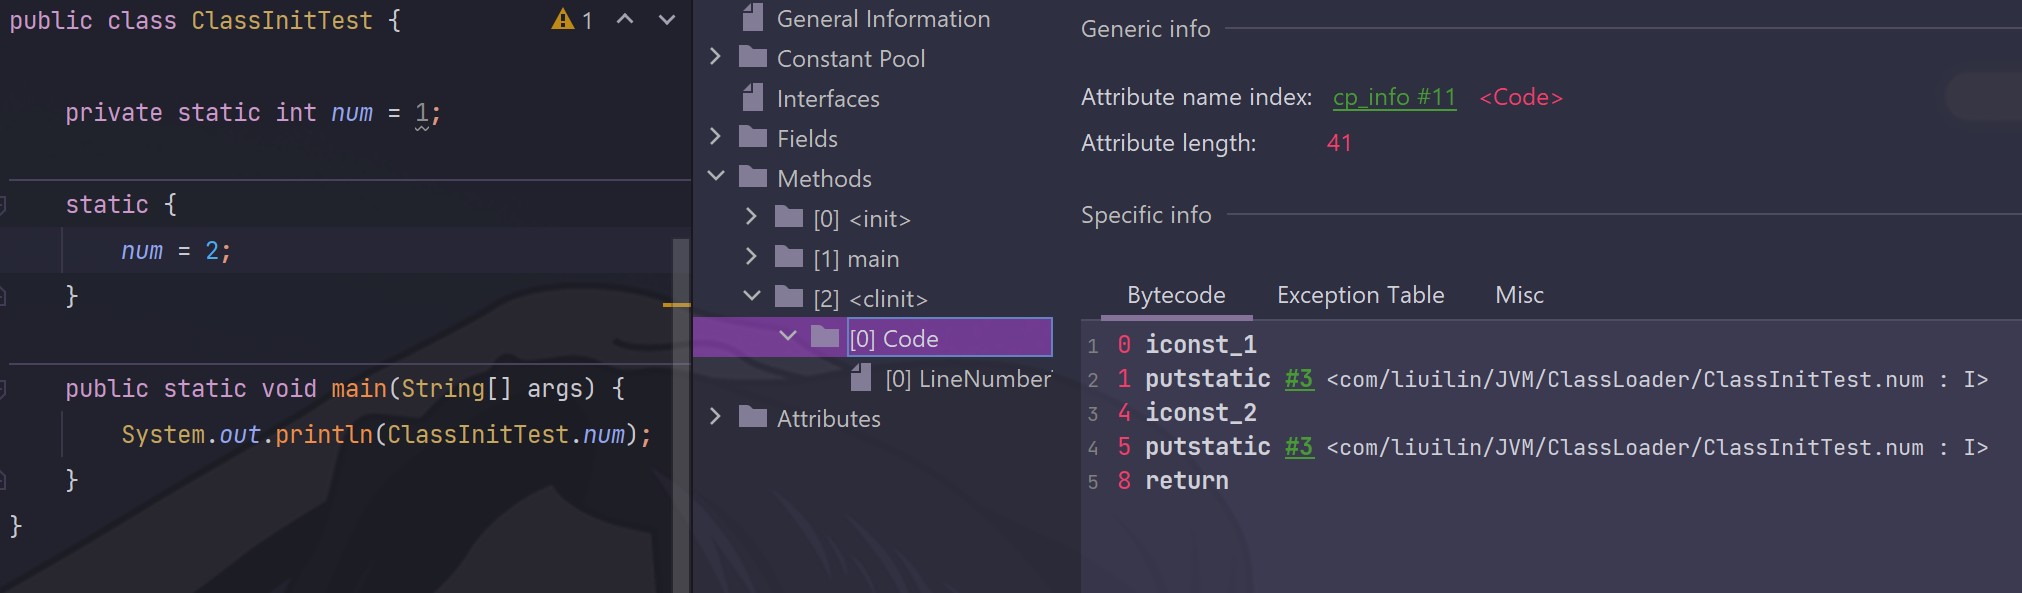 public class ClassInitTest {
1
private static int num = 1;
static {
num = 2;
}
public static void main(String[] args) {
System.out.println(ClassInitTest.num);
}
}
General Information
Constant Pool
Interfaces
Fields
Methods
[0] <init>
[1] main
[2] <clinit>
[0] Code
[0] LineNumber
Attributes
Generic info
Attribute name index: cp_info #11 <Code>
Attribute length: 41
Specific info
Bytecode Exception Table Misc
1 0 iconst_1
2 1 putstatic #3 <com/liuilin/JVM/ClassLoader/ClassInitTest.num : I>
3 4 iconst_2
4 5 putstatic #3 <com/liuilin/JVM/ClassLoader/ClassInitTest.num : I>
5 8 return